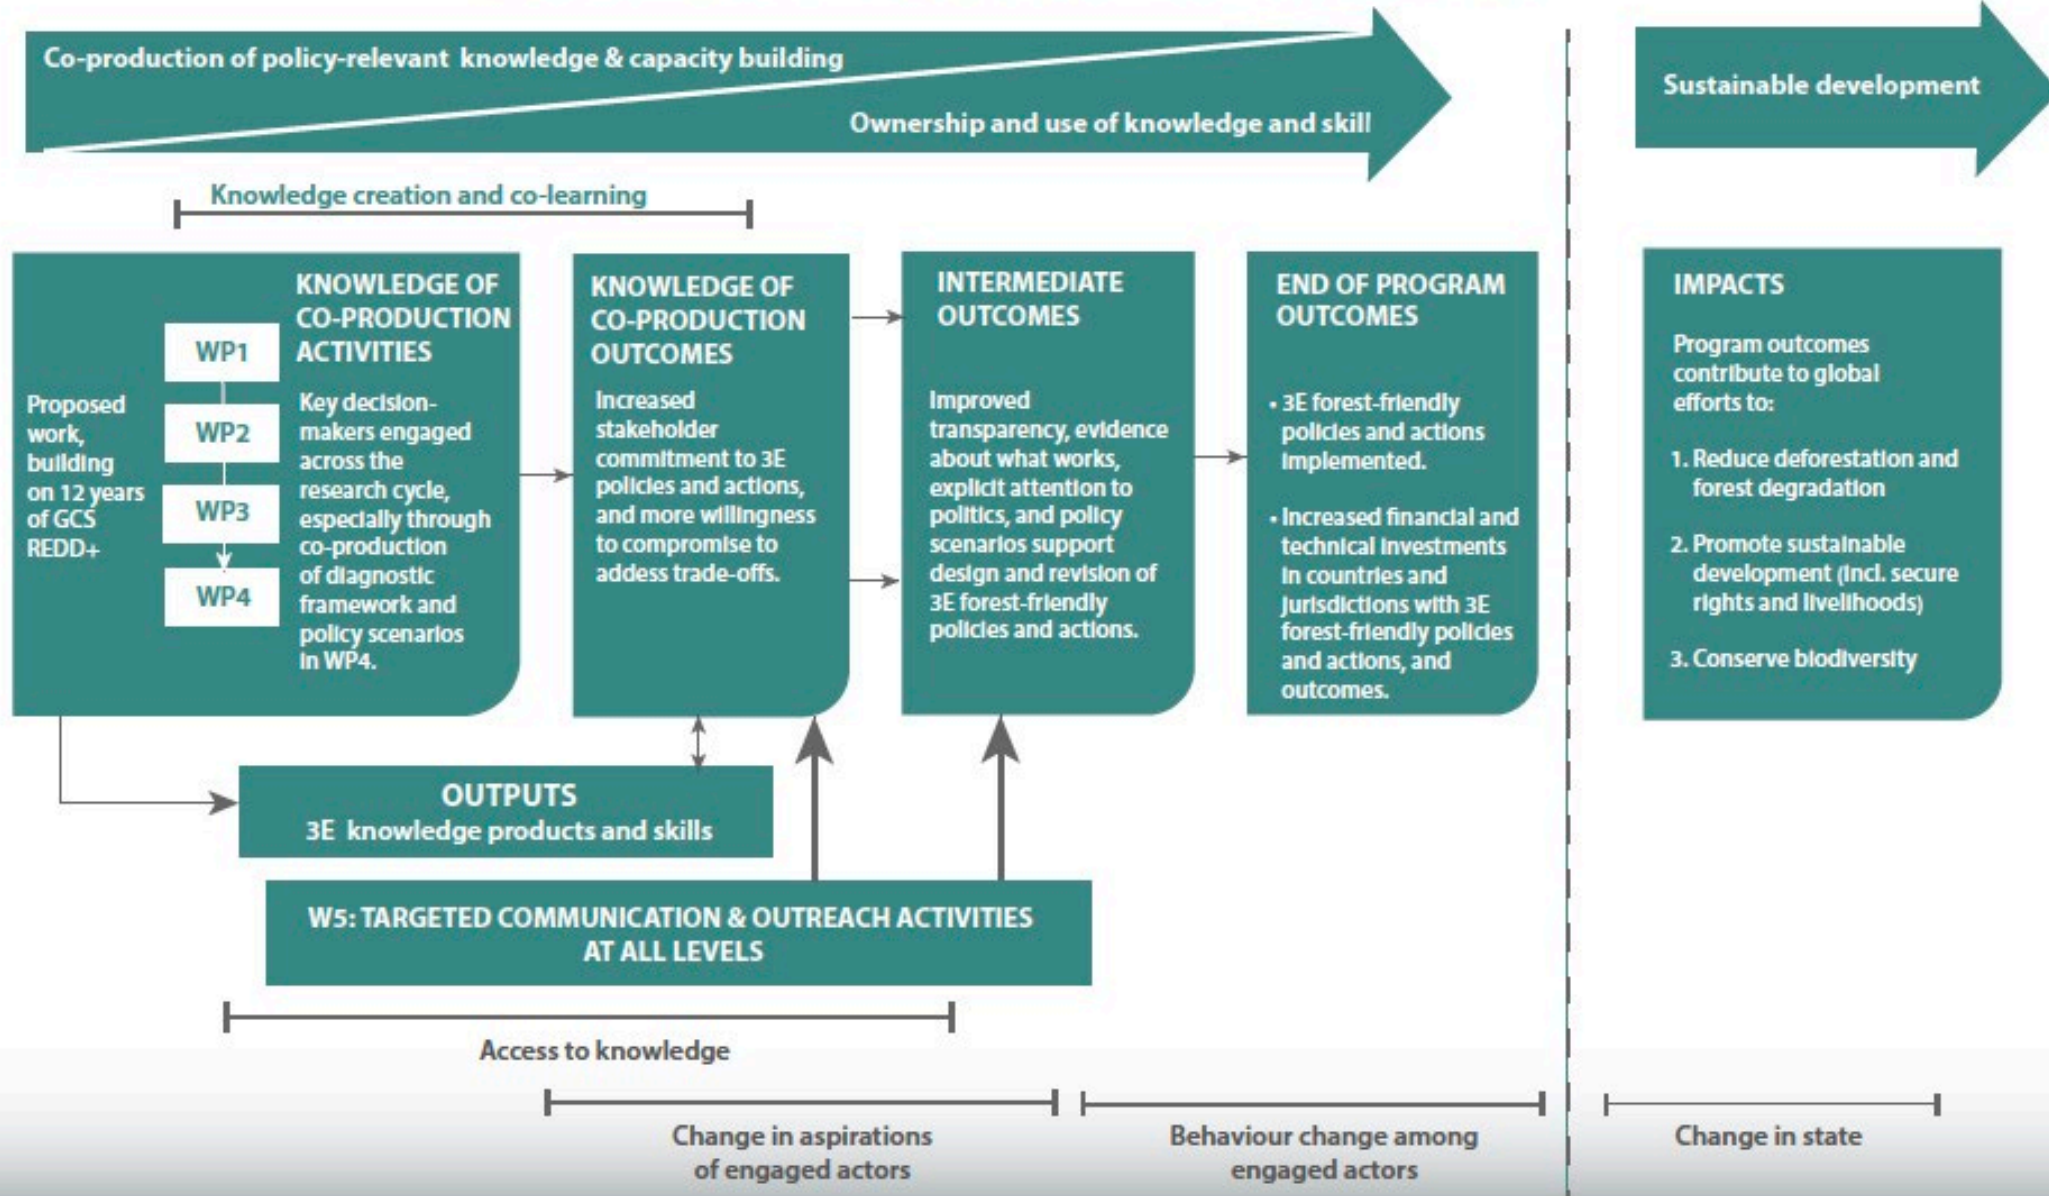 Co-production of policy-relevant knowledge & capacity building
Ownership and use of knowledge and skill
Sustainable development
Knowledge creation and co-learning
Proposed
work,
building
on 12 years
of GCS
REDD+
WP1
WP2
WP3
WP4
KNOWLEDGE OF
CO-PRODUCTION
ACTIVITIES
Key decision-
makers engaged
across the
research cycle,
especially through
co-production
of diagnostic
framework and
policy scenarios
in WP4.
KNOWLEDGE OF
CO-PRODUCTION
OUTCOMES
Increased
stakeholder
commitment to 3E
policies and actions,
and more willingness
to compromise to
addess trade-offs.
INTERMEDIATE
OUTCOMES
Improved
transparency, evidence
about what works,
explicit attention to
politics, and policy
scenarios support
design and revision of
3E forest-friendly
policies and actions.
END OF PROGRAM
OUTCOMES
• 3E forest-friendly
policies and actions
implemented.
• Increased financial and
technical investments
in countries and
jurisdictions with 3E
forest-friendly policies
and actions, and
outcomes.
IMPACTS
Program outcomes
contribute to global
efforts to:
1. Reduce deforestation and
forest degradation
2. Promote sustainable
development (incl. secure
rights and livelihoods)
3. Conserve biodiversity
OUTPUTS
3E knowledge products and skills
W5: TARGETED COMMUNICATION & OUTREACH ACTIVITIES
AT ALL LEVELS
Access to knowledge
Change in aspirations
of engaged actors
Behaviour change among
engaged actors
Change in state